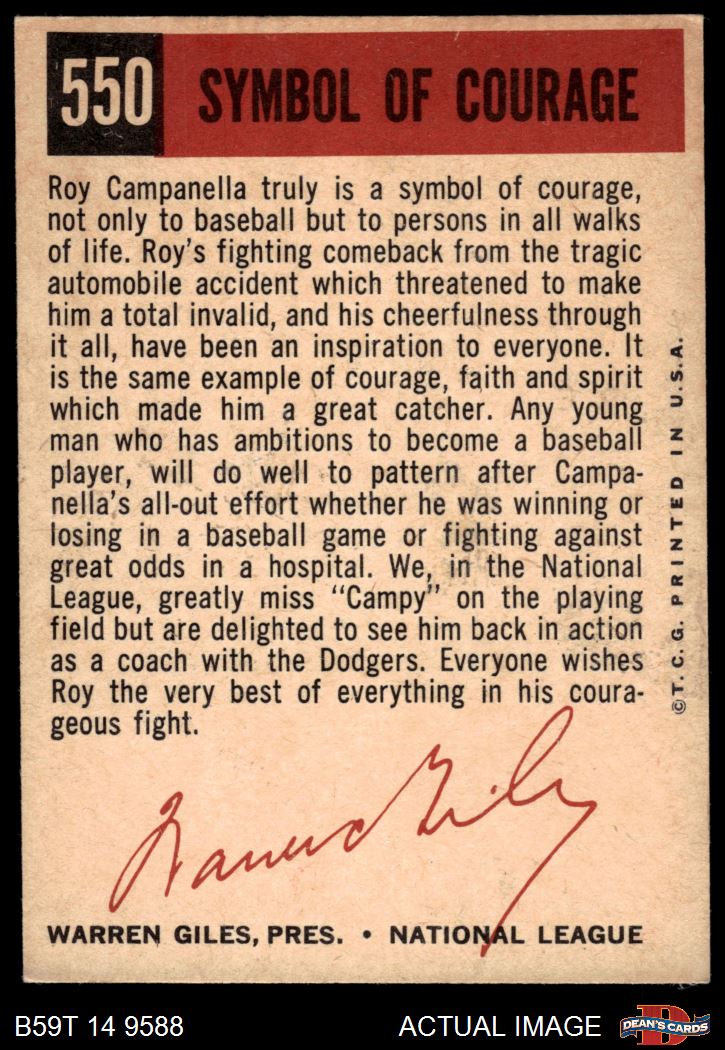 550 SYMBOL OF COURAGE
Roy Campanella truly is a symbol of courage,
not only to baseball but to persons in all walks
of life. Roy's fighting comeback from the tragic
automobile accident which threatened to make
him a total invalid, and his cheerfulness through
it all, have been an inspiration to everyone. It
is the same example of courage, faith and spirit
which made him a great catcher. Any young
man who has ambitions to become a baseball
player, will do well to pattern after Campa-
nella's all-out effort whether he was winning or
losing in a baseball game or fighting against
great odds in a hospital. We, in the National
League, greatly miss "Campy" on the playing
field but are delighted to see him back in action
as a coach with the Dodgers. Everyone wishes
Roy the very best of everything in his coura-
geous fight.
©T. C. G. PRINTED IN U.S.A.
Warren Giles
WARREN GILES, PRES. • NATIONAL LEAGUE
B59T 14 9588
ACTUAL IMAGE
D
DEAN'S CARDS